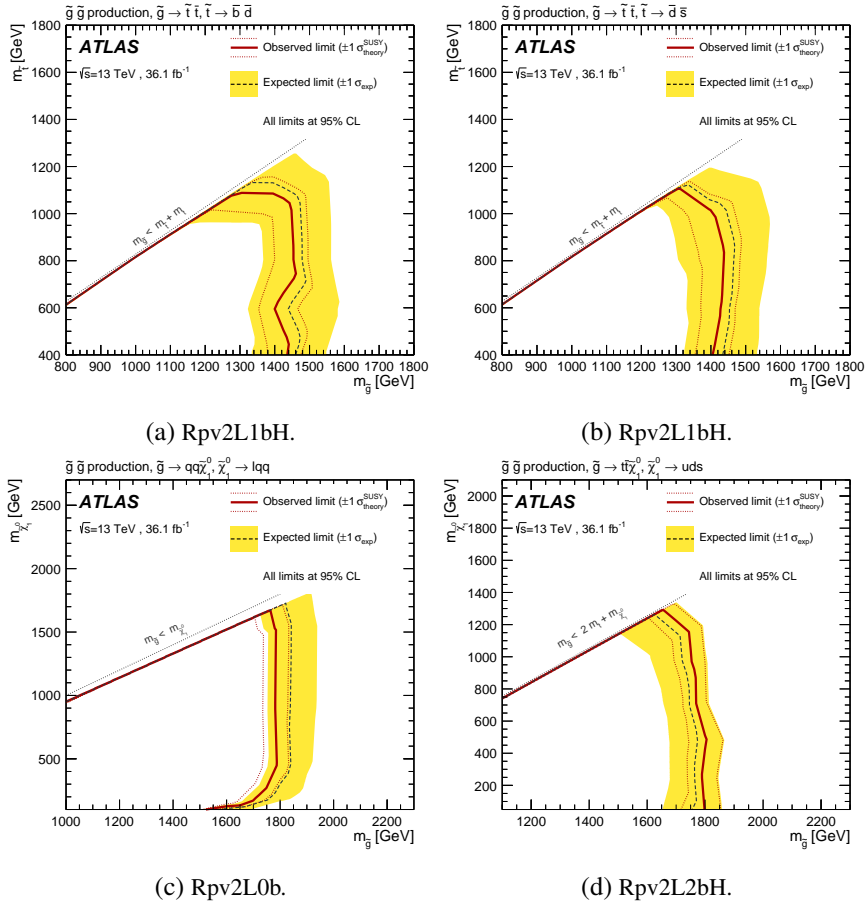 g̃ g̃ production, g̃ → t̃ t̄, t̃ → b̄ d̄
ATLAS
√s=13 TeV , 36.1 fb⁻¹
Observed limit (±1 σ^SUSY_theory)
Expected limit (±1 σ_exp)
All limits at 95% CL
m_g̃ < m_t̃ + m_t
m_t̃ [GeV]
1800
1600
1400
1200
1000
800
600
400
800 900 1000 1100 1200 1300 1400 1500 1600 1700 1800
m_g̃ [GeV]
(a) Rpv2L1bH.
g̃ g̃ production, g̃ → t̃ t̄, t̃ → d̄ s̄
ATLAS
√s=13 TeV , 36.1 fb⁻¹
Observed limit (±1 σ^SUSY_theory)
Expected limit (±1 σ_exp)
All limits at 95% CL
m_g̃ < m_t̃ + m_t
m_t̃ [GeV]
1800
1600
1400
1200
1000
800
600
400
800 900 1000 1100 1200 1300 1400 1500 1600 1700 1800
m_g̃ [GeV]
(b) Rpv2L1bH.
g̃ g̃ production, g̃ → qqχ̃₁⁰, χ̃₁⁰ → lqq
ATLAS
√s=13 TeV , 36.1 fb⁻¹
Observed limit (±1 σ^SUSY_theory)
Expected limit (±1 σ_exp)
All limits at 95% CL
m_g̃ < m_χ̃₁⁰
m_χ̃₁⁰ [GeV]
2500
2000
1500
1000
500
1000 1200 1400 1600 1800 2000 2200
m_g̃ [GeV]
(c) Rpv2L0b.
g̃ g̃ production, g̃ → tt̄χ̃₁⁰, χ̃₁⁰ → uds
ATLAS
√s=13 TeV , 36.1 fb⁻¹
Observed limit (±1 σ^SUSY_theory)
Expected limit (±1 σ_exp)
All limits at 95% CL
m_g̃ < 2 m_t + m_χ̃₁⁰
m_χ̃₁⁰ [GeV]
2000
1800
1600
1400
1200
1000
800
600
400
200
1200 1400 1600 1800 2000 2200
m_g̃ [GeV]
(d) Rpv2L2bH.